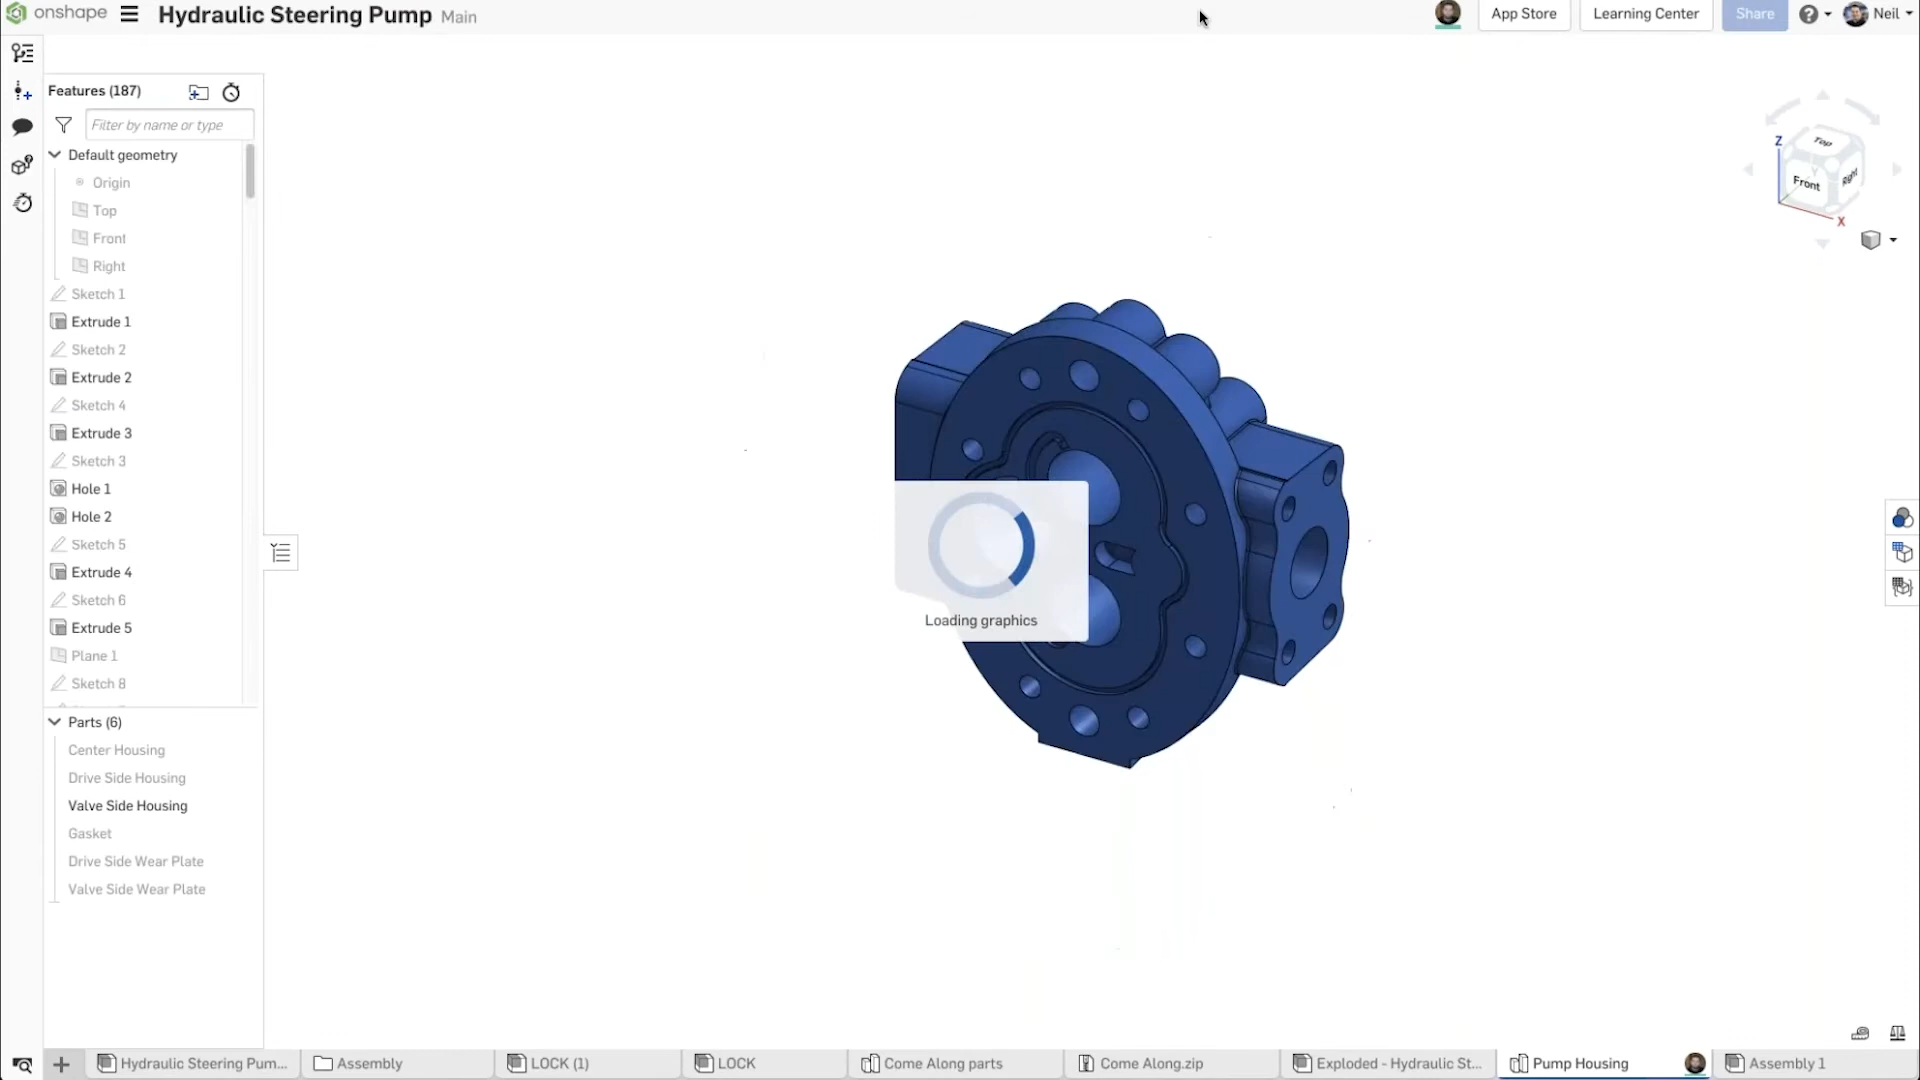 onshape
Hydraulic Steering Pump Main
App Store
Learning Center
Share
Neil
Features (187)
Filter by name or type
Default geometry
Origin
Top
Front
Right
Sketch 1
Extrude 1
Sketch 2
Extrude 2
Sketch 4
Extrude 3
Sketch 3
Hole 1
Hole 2
Sketch 5
Extrude 4
Sketch 6
Extrude 5
Plane 1
Sketch 8
Parts (6)
Center Housing
Drive Side Housing
Valve Side Housing
Gasket
Drive Side Wear Plate
Valve Side Wear Plate
Loading graphics
Z
Top
Front
Right
X
Hydraulic Steering Pum...
Assembly
LOCK (1)
LOCK
Come Along parts
Come Along.zip
Exploded - Hydraulic St...
Pump Housing
Assembly 1